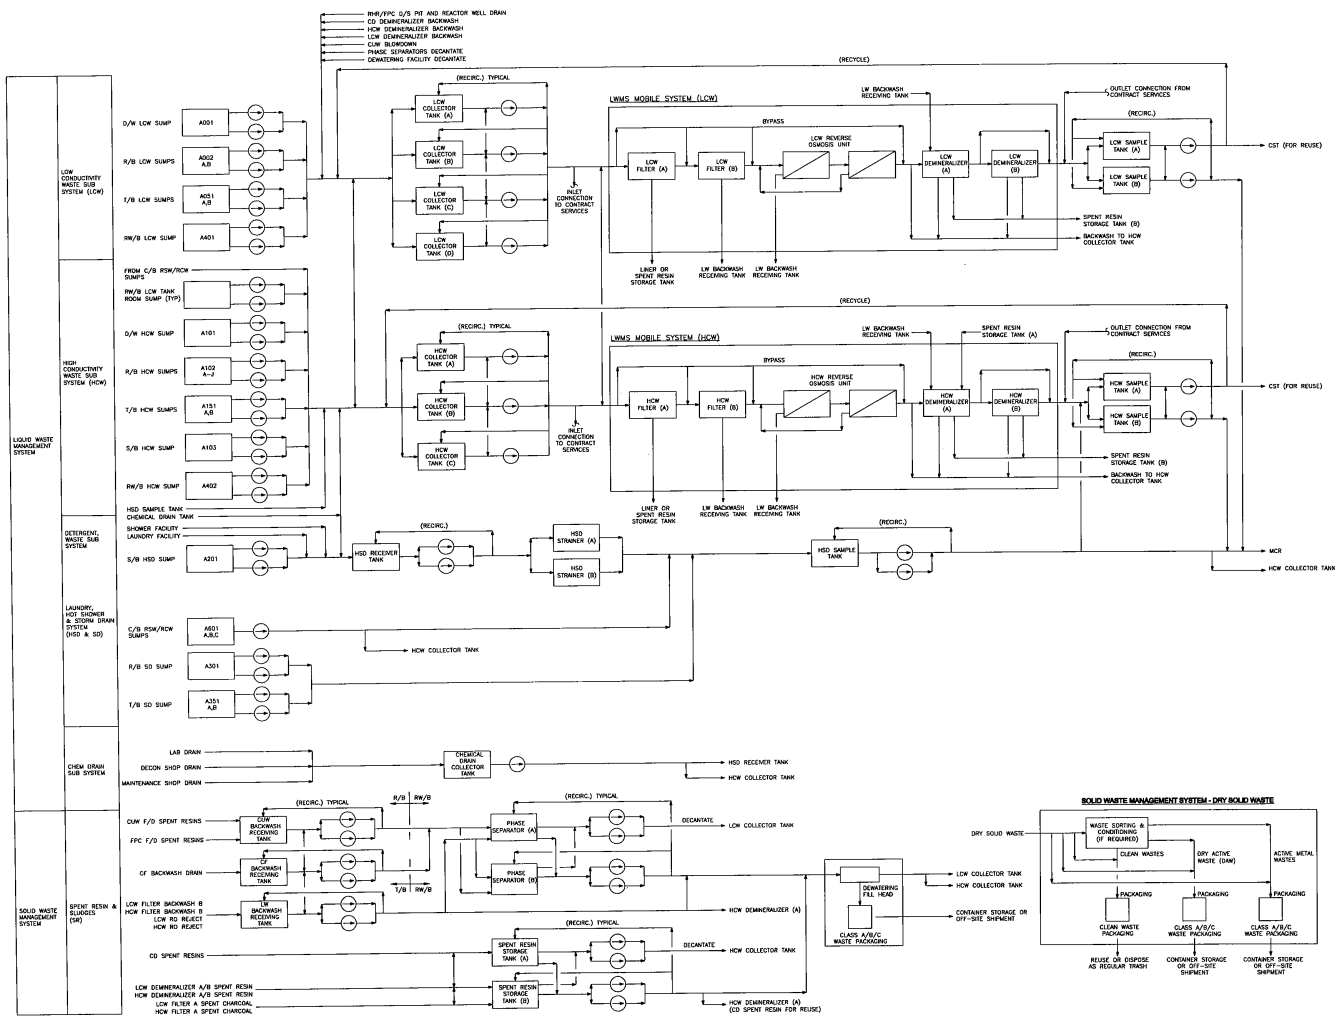 RHR/FPC D/S PIT AND REACTOR WELL DRAIN
CD DEMINERALIZER BACKWASH
HCW DEMINERALIZER BACKWASH
LCW DEMINERALIZER BACKWASH
CUW BLOWDOWN
PHASE SEPARATORS DECANTATE
DEWATERING FACILITY DECANTATE
LIQUID WASTE
MANAGEMENT
SYSTEM
LOW
CONDUCTIVITY
WASTE SUB
SYSTEM (LCW)
D/W LCW SUMP
A001
R/B LCW SUMPS
A002
A,B
T/B LCW SUMPS
A051
A,B
RW/B LCW SUMP
A401
(RECIRC.) TYPICAL
LCW
COLLECTOR
TANK (A)
LCW
COLLECTOR
TANK (B)
LCW
COLLECTOR
TANK (C)
LCW
COLLECTOR
TANK (D)
INLET
CONNECTION
TO CONTRACT
SERVICES
(RECYCLE)
LWMS MOBILE SYSTEM (LCW)
BYPASS
LCW
FILTER (A)
LCW
FILTER (B)
LCW REVERSE
OSMOSIS UNIT
LW BACKWASH
RECEIVING TANK
LCW
DEMINERALIZER
(A)
LCW
DEMINERALIZER
(B)
OUTLET CONNECTION FROM
CONTRACT SERVICES
(RECIRC.)
LCW SAMPLE
TANK (A)
LCW SAMPLE
TANK (B)
CST (FOR REUSE)
SPENT RESIN
STORAGE TANK (B)
BACKWASH TO HCW
COLLECTOR TANK
LINER OR
SPENT RESIN
STORAGE TANK
LW BACKWASH
RECEIVING TANK
LW BACKWASH
RECEIVING TANK
HIGH
CONDUCTIVITY
WASTE SUB
SYSTEM (HCW)
FROM C/B RSW/RCW
SUMPS
RW/B LCW TANK
ROOM SUMP (TYP)
D/W HCW SUMP
A101
R/B HCW SUMPS
A102
A-J
T/B HCW SUMPS
A151
A,B
S/B HCW SUMP
A103
RW/B HCW SUMP
A402
HSD SAMPLE TANK
CHEMICAL DRAIN TANK
(RECIRC.) TYPICAL
HCW
COLLECTOR
TANK (A)
HCW
COLLECTOR
TANK (B)
HCW
COLLECTOR
TANK (C)
INLET
CONNECTION
TO CONTRACT
SERVICES
(RECYCLE)
LWMS MOBILE SYSTEM (HCW)
BYPASS
HCW
FILTER (A)
HCW
FILTER (B)
HCW REVERSE
OSMOSIS UNIT
LW BACKWASH
RECEIVING TANK
SPENT RESIN
STORAGE TANK (A)
HCW
DEMINERALIZER
(A)
HCW
DEMINERALIZER
(B)
OUTLET CONNECTION FROM
CONTRACT SERVICES
(RECIRC.)
HCW SAMPLE
TANK (A)
HCW SAMPLE
TANK (B)
CST (FOR REUSE)
SPENT RESIN
STORAGE TANK (B)
BACKWASH TO HCW
COLLECTOR TANK
LINER OR
SPENT RESIN
STORAGE TANK
LW BACKWASH
RECEIVING TANK
LW BACKWASH
RECEIVING TANK
DETERGENT,
WASTE SUB
SYSTEM
SHOWER FACILITY
LAUNDRY FACILITY
S/B HSD SUMP
A201
(RECIRC.)
HSD RECEIVER
TANK
HSD
STRAINER (A)
HSD
STRAINER (B)
(RECIRC.)
HSD SAMPLE
TANK
MCR
HCW COLLECTOR TANK
LAUNDRY,
HOT SHOWER
& STORM DRAIN
SYSTEM
(HSD & SD)
C/B RSW/RCW
SUMPS
A601
A,B,C
HCW COLLECTOR TANK
R/B SD SUMP
A301
T/B SD SUMP
A351
A,B
CHEM DRAIN
SUB SYSTEM
LAB DRAIN
DECON SHOP DRAIN
MAINTENANCE SHOP DRAIN
CHEMICAL
DRAIN
COLLECTOR
TANK
HSD RECEIVER TANK
HCW COLLECTOR TANK
SOLID WASTE
MANAGEMENT
SYSTEM
SPENT RESIN &
SLUDGES
(SR)
CUW F/D SPENT RESINS
FPC F/D SPENT RESINS
CF BACKWASH DRAIN
LCW FILTER BACKWASH B
HCW FILTER BACKWASH B
LCW RO REJECT
HCW RO REJECT
(RECIRC.) TYPICAL
CUW
BACKWASH
RECEIVING
TANK
CF
BACKWASH
RECEIVING
TANK
LW
BACKWASH
RECEIVING
TANK
R/B
RW/B
T/B
RW/B
(RECIRC.) TYPICAL
PHASE
SEPARATOR (A)
PHASE
SEPARATOR (B)
DECANTATE
LCW COLLECTOR TANK
HCW DEMINERALIZER (A)
(RECIRC.) TYPICAL
CD SPENT RESINS
LCW DEMINERALIZER A/B SPENT RESIN
HCW DEMINERALIZER A/B SPENT RESIN
LCW FILTER A SPENT CHARCOAL
HCW FILTER A SPENT CHARCOAL
SPENT RESIN
STORAGE
TANK (A)
SPENT RESIN
STORAGE
TANK (B)
DECANTATE
HCW COLLECTOR TANK
HCW DEMINERALIZER (A)
(CD SPENT RESIN FOR REUSE)
DEWATERING
FILL HEAD
CLASS A/B/C
WASTE PACKAGING
LCW COLLECTOR TANK
HCW COLLECTOR TANK
CONTAINER STORAGE OR
OFF-SITE SHIPMENT
SOLID WASTE MANAGEMENT SYSTEM - DRY SOLID WASTE
DRY SOLID WASTE
WASTE SORTING &
CONDITIONING
(IF REQUIRED)
CLEAN WASTES
DRY ACTIVE
WASTE (DAW)
ACTIVE METAL
WASTES
PACKAGING
PACKAGING
PACKAGING
CLEAN WASTE
PACKAGING
CLASS A/B/C
WASTE PACKAGING
CLASS A/B/C
WASTE PACKAGING
REUSE OR DISPOSE
AS REGULAR TRASH
CONTAINER STORAGE
OR OFF-SITE
SHIPMENT
CONTAINER STORAGE
OR OFF-SITE
SHIPMENT